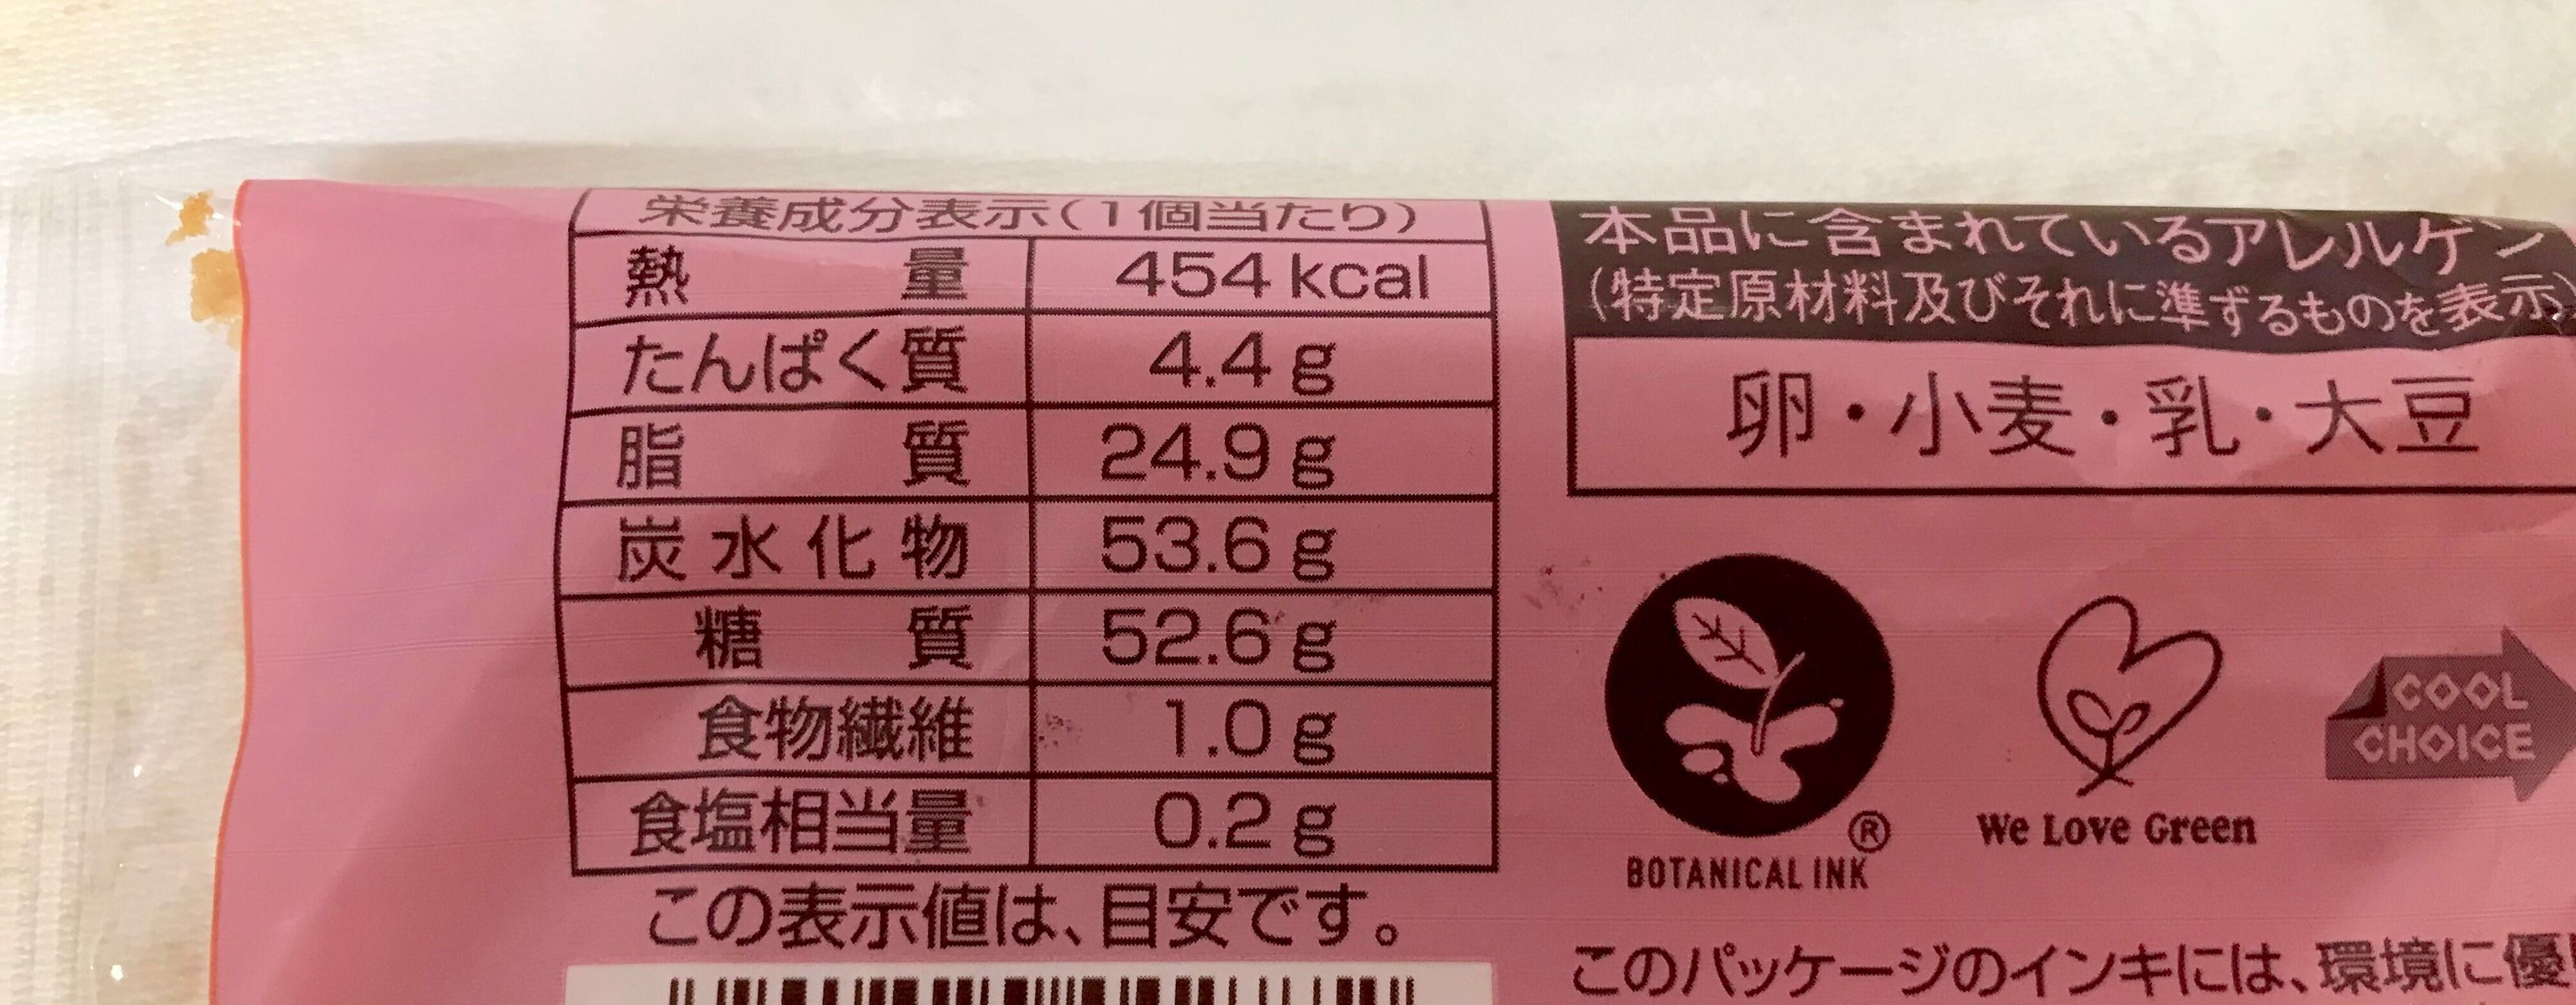 栄養成分表示(1個当たり)
熱量 454 kcal
たんぱく質 4.4 g
脂質 24.9 g
炭水化物 53.6 g
糖質 52.6 g
食物繊維 1.0 g
食塩相当量 0.2 g
この表示値は、目安です。
本品に含まれているアレルゲン
(特定原材料及びそれに準ずるものを表示)
卵・小麦・乳・大豆
®
BOTANICAL INK
We Love Green
COOL
CHOICE
このパッケージのインキには、環境に優